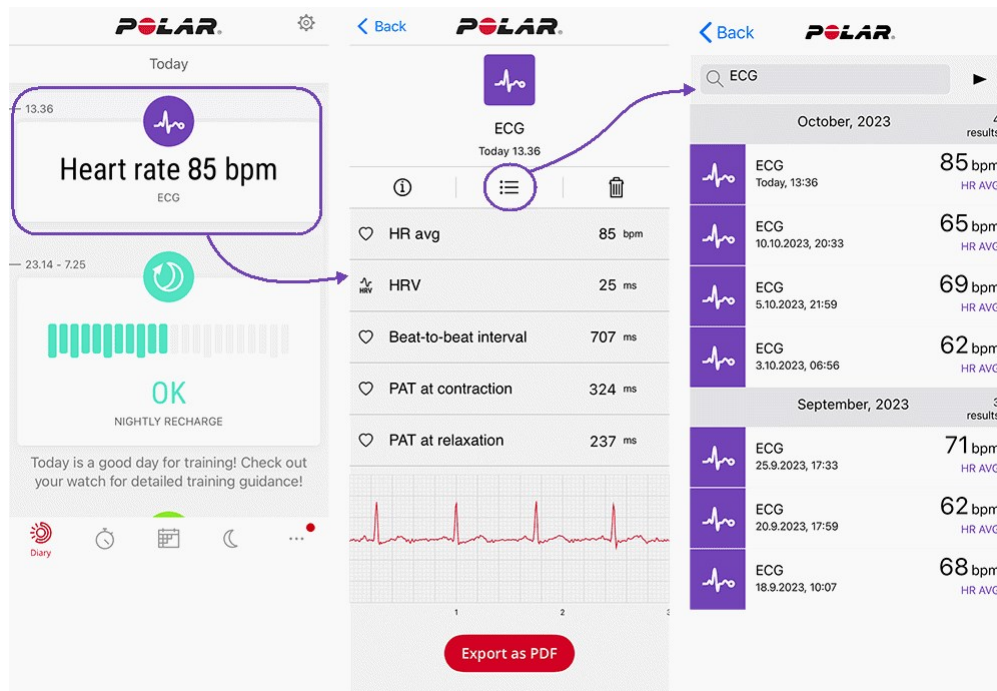 POLAR.
Today
13.36
Heart rate 85 bpm
ECG
23.14 - 7.25
OK
NIGHTLY RECHARGE
Today is a good day for training! Check out
your watch for detailed training guidance!
Diary
Back
POLAR.
ECG
Today 13.36
HR avg 85 bpm
HRV HRV 25 ms
Beat-to-beat interval 707 ms
PAT at contraction 324 ms
PAT at relaxation 237 ms
1 2 3
Export as PDF
Back
POLAR.
ECG
October, 2023 4
results
ECG 85 bpm
Today, 13:36 HR AVG
ECG 65 bpm
10.10.2023, 20:33 HR AVG
ECG 69 bpm
5.10.2023, 21:59 HR AVG
ECG 62 bpm
3.10.2023, 06:56 HR AVG
September, 2023 3
results
ECG 71 bpm
25.9.2023, 17:33 HR AVG
ECG 62 bpm
20.9.2023, 17:59 HR AVG
ECG 68 bpm
18.9.2023, 10:07 HR AVG